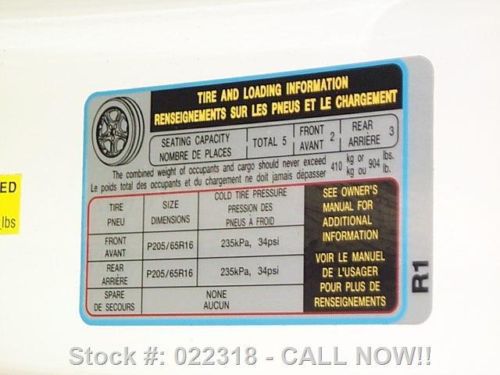 TIRE AND LOADING INFORMATION
RENSEIGNEMENTS SUR LES PNEUS ET LE CHARGEMENT
SEATING CAPACITY
NOMBRE DE PLACES
TOTAL 5
FRONT
AVANT 2
REAR
ARRIÈRE 3
The combined weight of occupants and cargo should never exceed 410 kg or 904 lbs.
Le poids total des occupants et du chargement ne doit jamais dépasser 410 kg ou 904 lb.
TIRE
PNEU
SIZE
DIMENSIONS
COLD TIRE PRESSURE
PRESSION DES
PNEUS A FROID
FRONT
AVANT
P205/65R16
235kPa, 34psi
REAR
ARRIÈRE
P205/65R16
235kPa, 34psi
SPARE
DE SECOURS
NONE
AUCUN
SEE OWNER'S
MANUAL FOR
ADDITIONAL
INFORMATION
VOIR LE MANUEL
DE L'USAGER
POUR PLUS DE
RENSEIGNEMENTS
R1
ED
lbs
Stock #: 022318 - CALL NOW!!